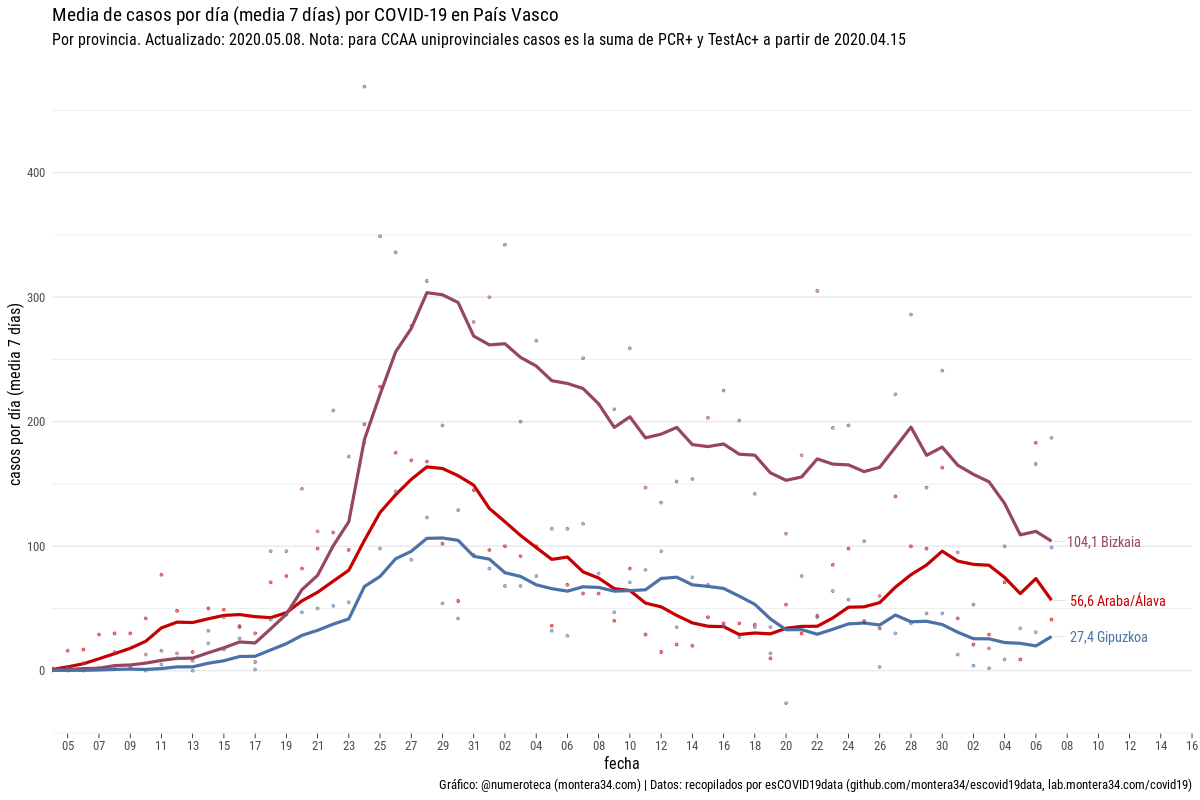 Media de casos por día (media 7 días) por COVID-19 en País Vasco
Por provincia. Actualizado: 2020.05.08. Nota: para CCAA uniprovinciales casos es la suma de PCR+ y TestAc+ a partir de 2020.04.15
casos por día (media 7 días)
400
300
200
100
0
104,1 Bizkaia
56,6 Araba/Álava
27,4 Gipuzkoa
05 07 09 11 13 15 17 19 21 23 25 27 29 31 02 04 06 08 10 12 14 16 18 20 22 24 26 28 30 02 04 06 08 10 12 14 16
fecha
Gráfico: @numeroteca (montera34.com) | Datos: recopilados por esCOVID19data (github.com/montera34/escovid19data, lab.montera34.com/covid19)